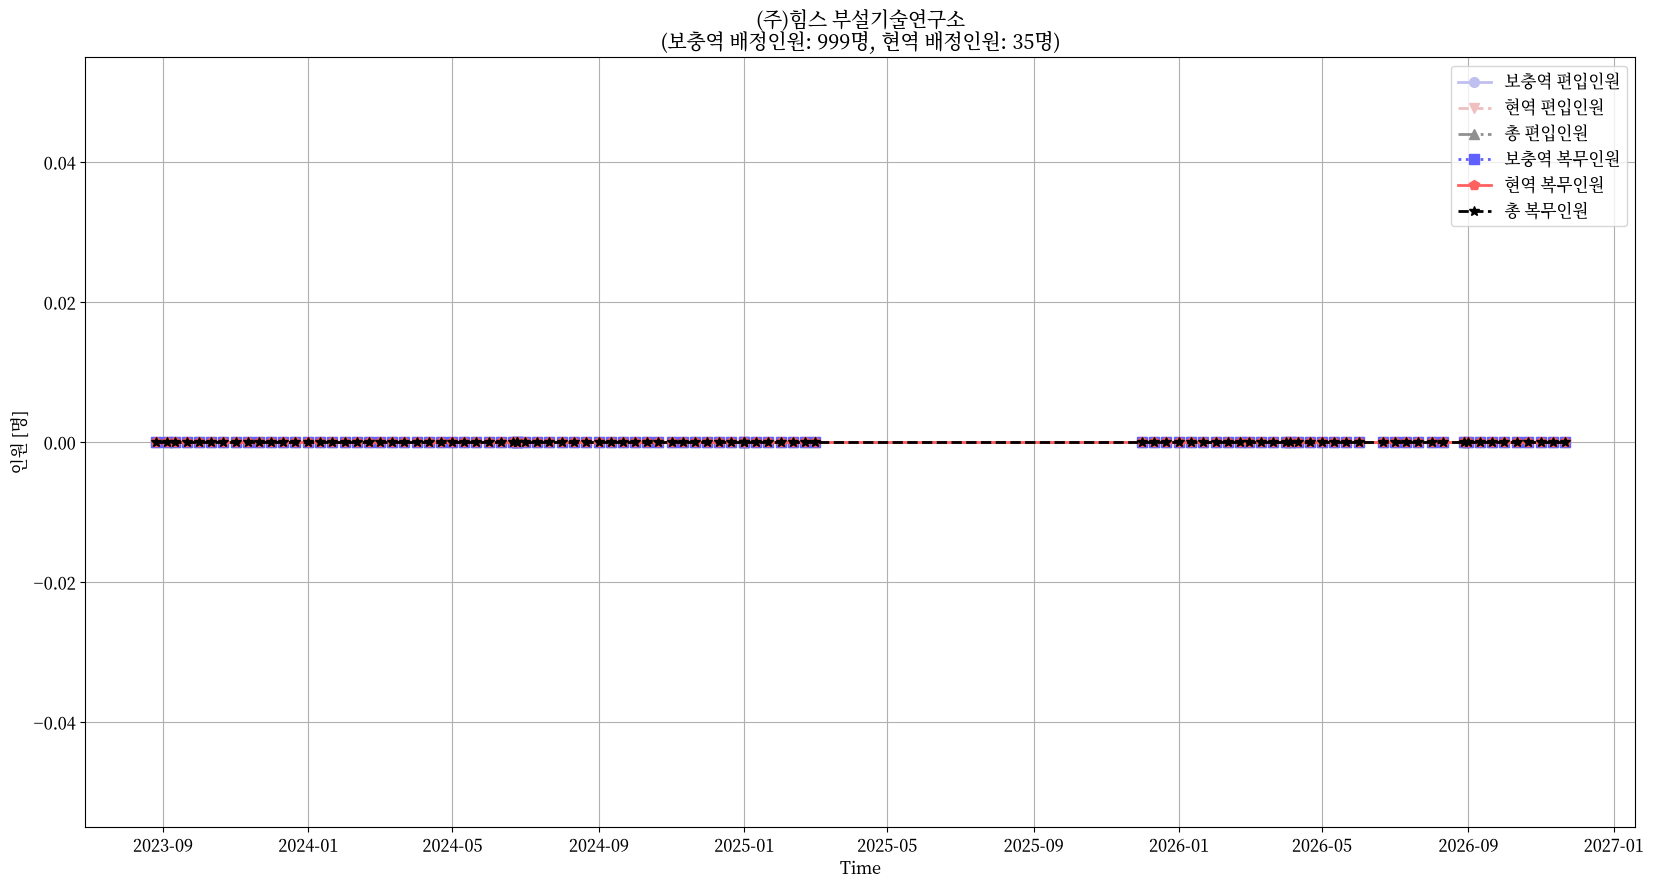 (주)힘스 부설기술연구소
(보충역 배정인원: 999명, 현역 배정인원: 35명)
보충역 편입인원
현역 편입인원
총 편입인원
보충역 복무인원
현역 복무인원
총 복무인원
인원 [명]
0.04
0.02
0.00
−0.02
−0.04
2023-09 2024-01 2024-05 2024-09 2025-01 2025-05 2025-09 2026-01 2026-05 2026-09 2027-01
Time